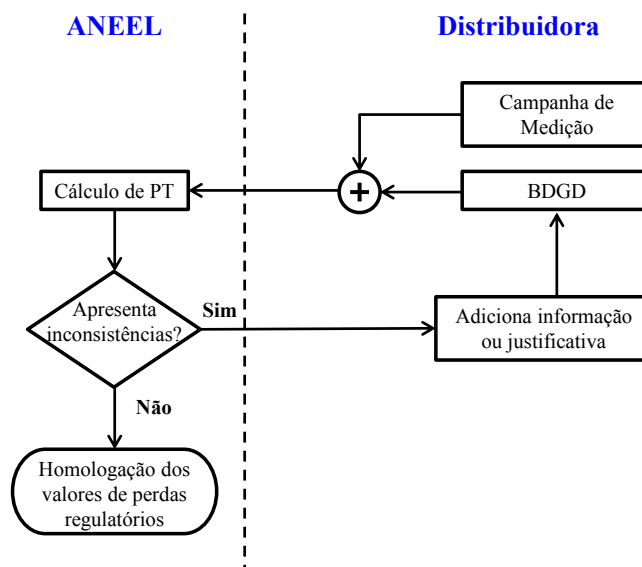 ANEEL
Distribuidora
Campanha de
Medição
BDGD
+
Cálculo de PT
Apresenta
inconsistências?
Sim
Adiciona informação
ou justificativa
Não
Homologação dos
valores de perdas
regulatórios